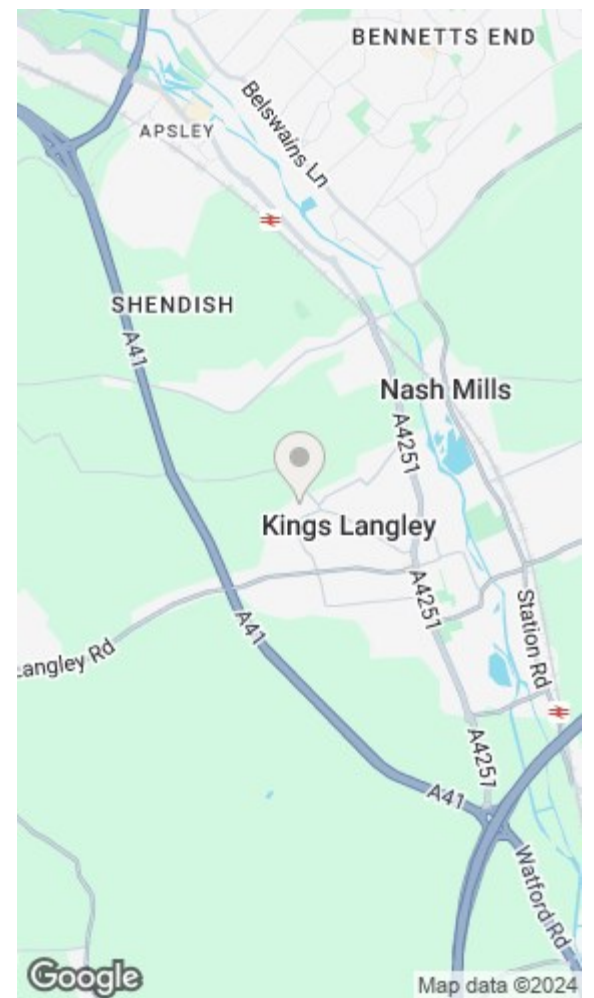 BENNETTS END
Belswains Ln
APSLEY
SHENDISH
A41
Nash Mills
A4251
Kings Langley
A4251
Station Rd
A41
Langley Rd
A4251
A41
Watford Rd
Google
Map data ©2024